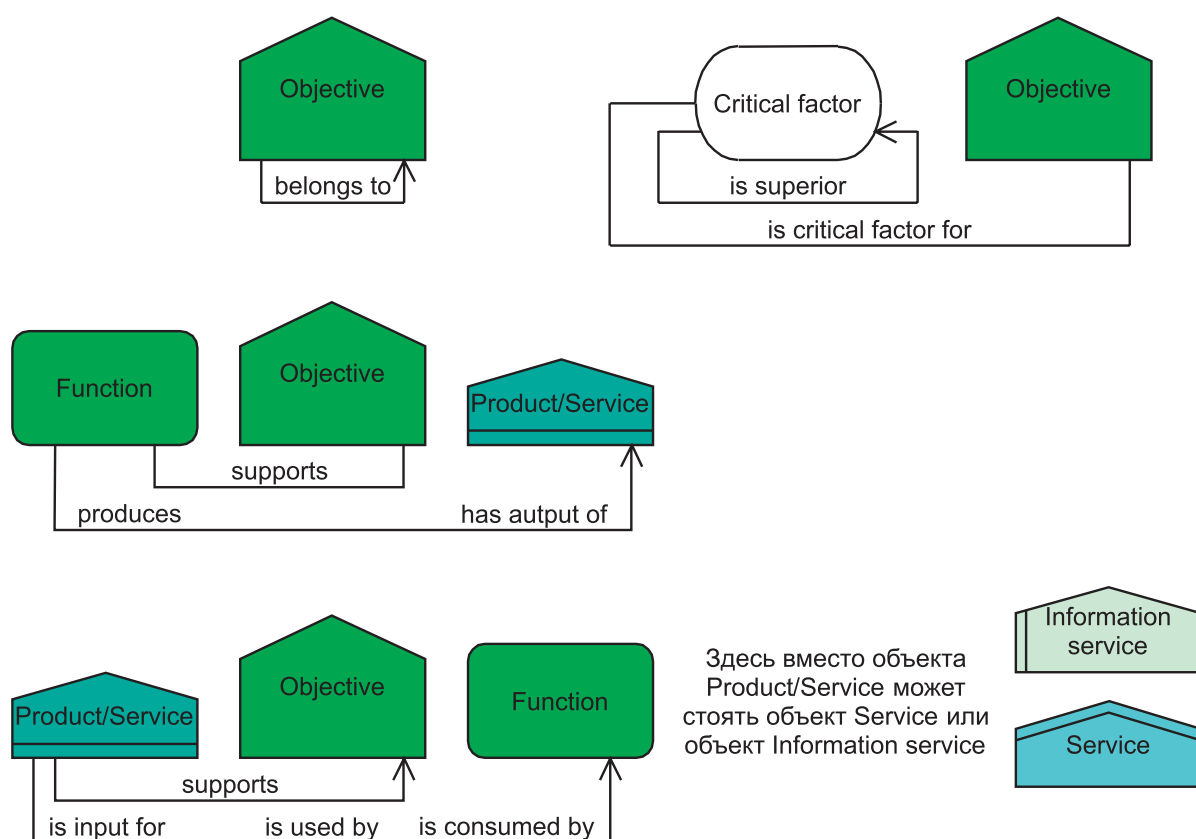 Objective
belongs to
Critical factor
Objective
is superior
is critical factor for
Function
Objective
Product/Service
supports
produces
has autput of
Product/Service
Objective
Function
supports
is input for
is used by
is consumed by
Здесь вместо объекта
Product/Service может
стоять объект Service или
объект Information service
Information
service
Service